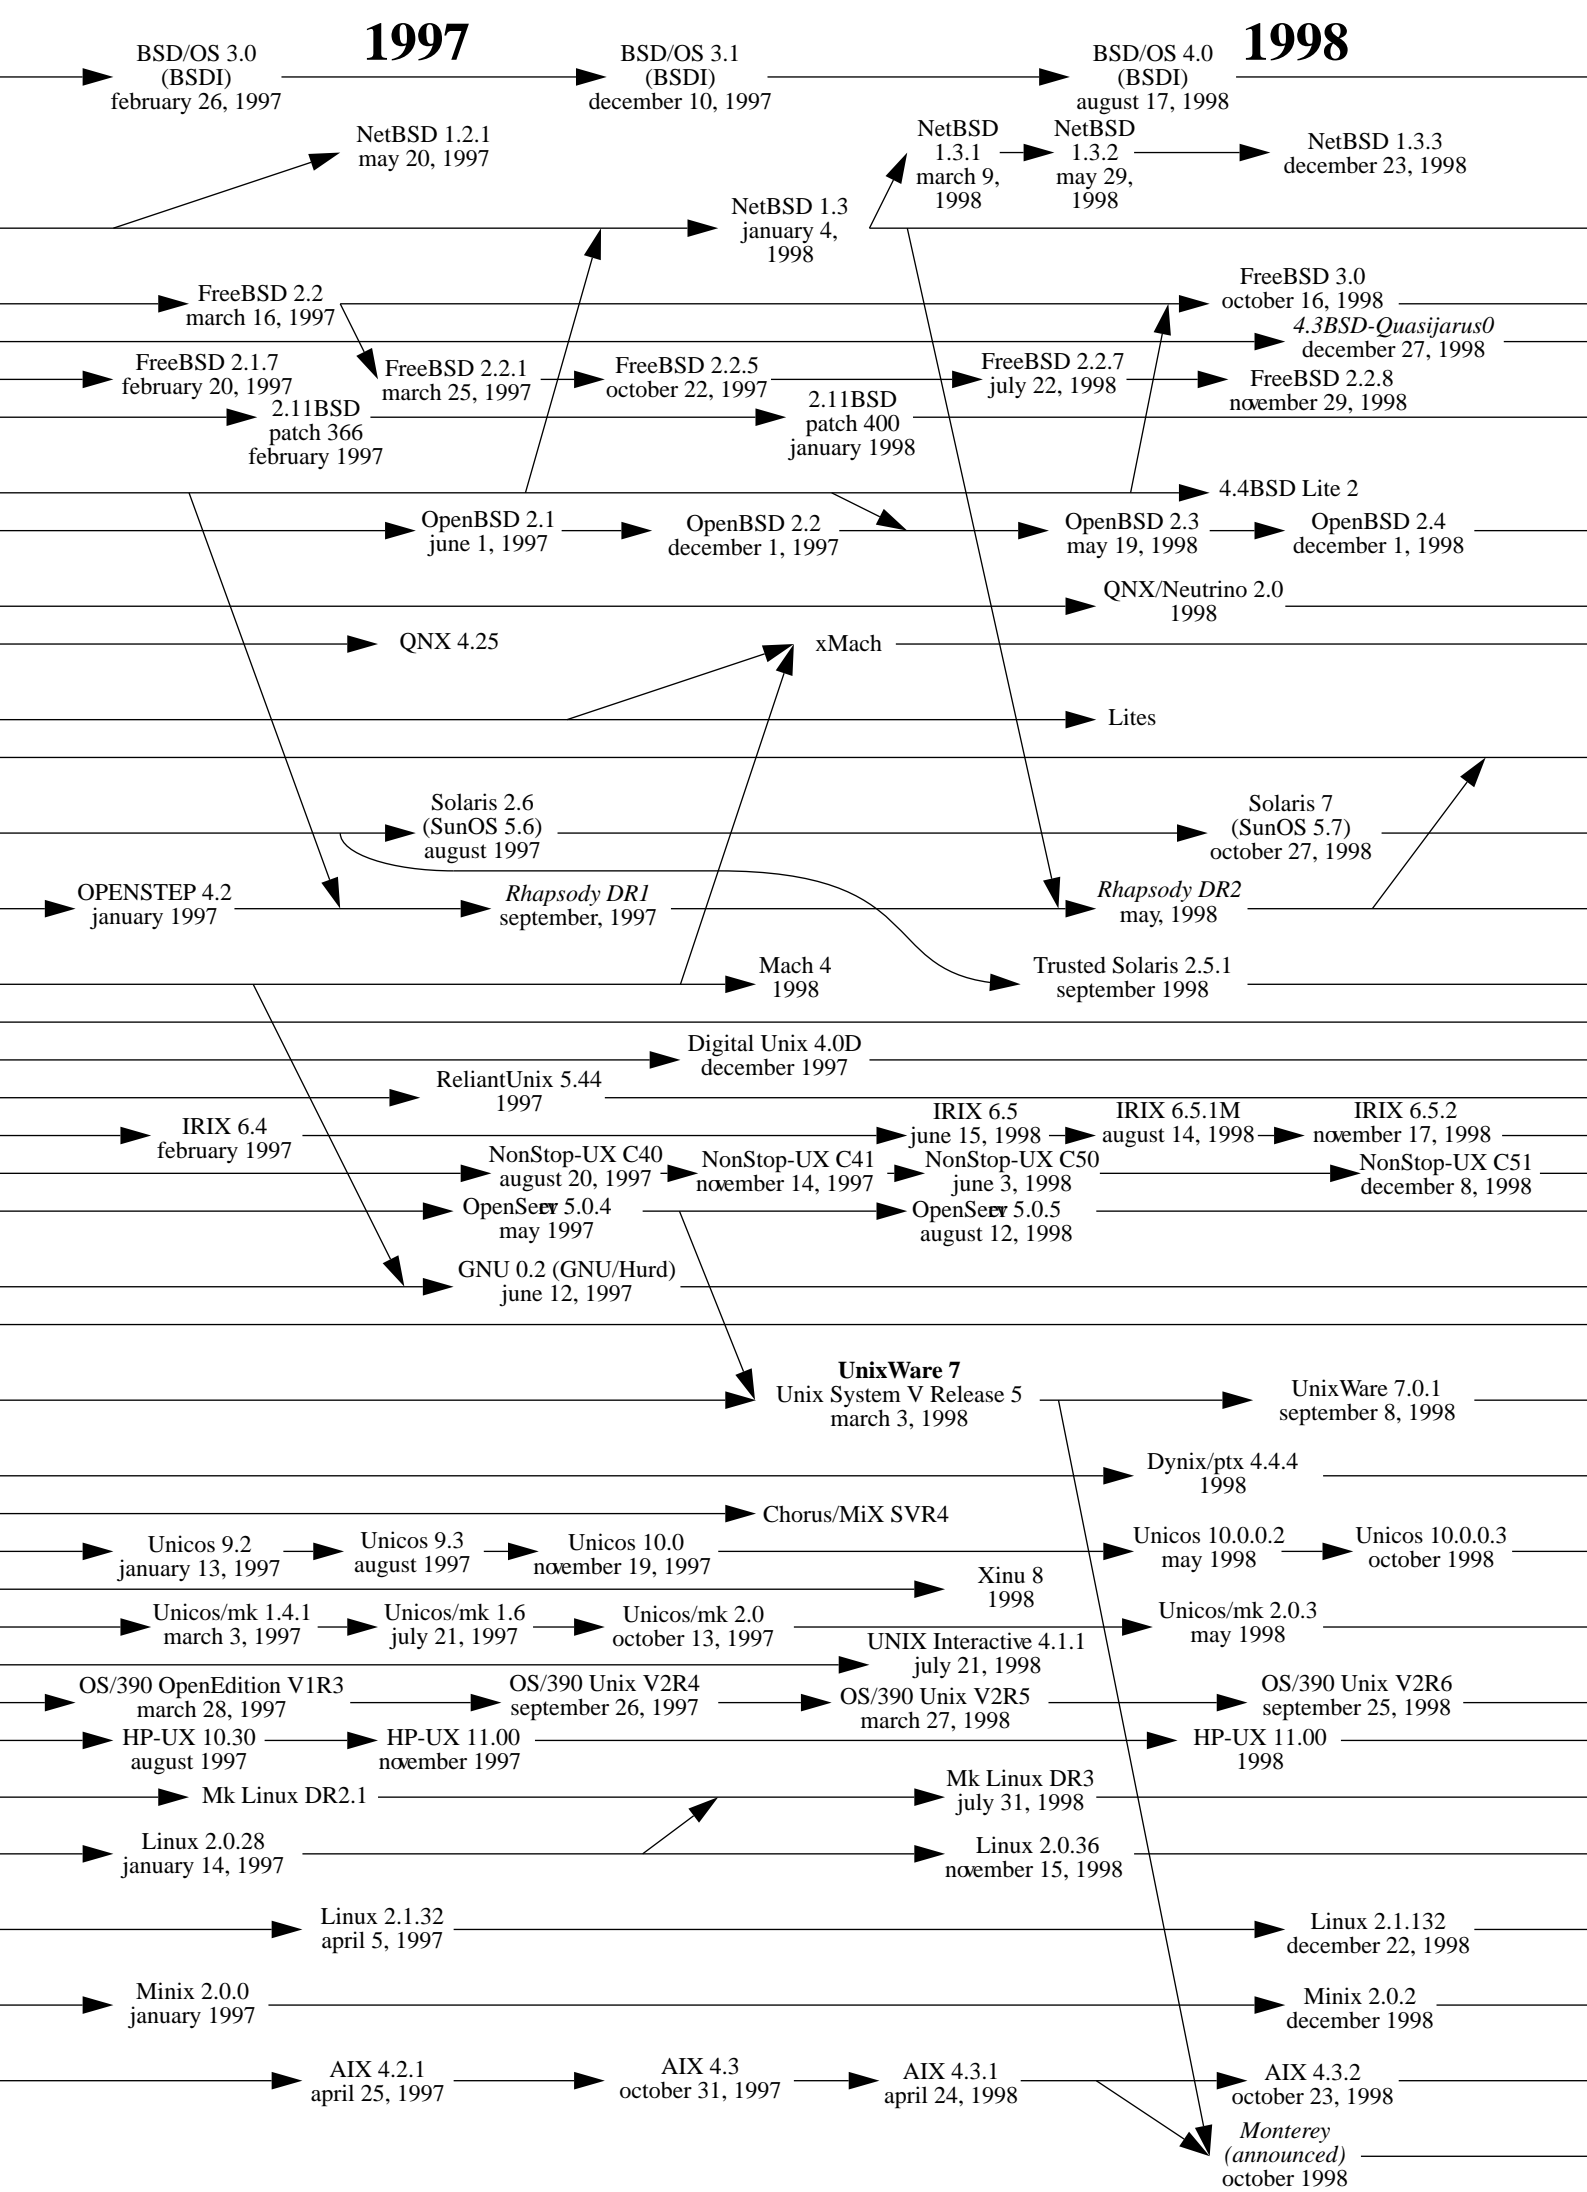 1997
1998
BSD/OS 3.0
(BSDI)
february 26, 1997
BSD/OS 3.1
(BSDI)
december 10, 1997
BSD/OS 4.0
(BSDI)
august 17, 1998
NetBSD 1.2.1
may 20, 1997
NetBSD
1.3.1
march 9,
1998
NetBSD
1.3.2
may 29,
1998
NetBSD 1.3.3
december 23, 1998
NetBSD 1.3
january 4,
1998
FreeBSD 2.2
march 16, 1997
FreeBSD 3.0
october 16, 1998
4.3BSD-Quasijarus0
december 27, 1998
FreeBSD 2.1.7
february 20, 1997
FreeBSD 2.2.1
march 25, 1997
FreeBSD 2.2.5
october 22, 1997
FreeBSD 2.2.7
july 22, 1998
FreeBSD 2.2.8
november 29, 1998
2.11BSD
patch 366
february 1997
2.11BSD
patch 400
january 1998
4.4BSD Lite 2
OpenBSD 2.1
june 1, 1997
OpenBSD 2.2
december 1, 1997
OpenBSD 2.3
may 19, 1998
OpenBSD 2.4
december 1, 1998
QNX/Neutrino 2.0
1998
QNX 4.25
xMach
Lites
Solaris 2.6
(SunOS 5.6)
august 1997
Solaris 7
(SunOS 5.7)
october 27, 1998
OPENSTEP 4.2
january 1997
Rhapsody DR1
september, 1997
Rhapsody DR2
may, 1998
Mach 4
1998
Trusted Solaris 2.5.1
september 1998
Digital Unix 4.0D
december 1997
ReliantUnix 5.44
1997
IRIX 6.4
february 1997
IRIX 6.5
june 15, 1998
IRIX 6.5.1M
august 14, 1998
IRIX 6.5.2
november 17, 1998
NonStop-UX C40
august 20, 1997
NonStop-UX C41
november 14, 1997
NonStop-UX C50
june 3, 1998
NonStop-UX C51
december 8, 1998
OpenServer 5.0.4
may 1997
OpenServer 5.0.5
august 12, 1998
GNU 0.2 (GNU/Hurd)
june 12, 1997
UnixWare 7
Unix System V Release 5
march 3, 1998
UnixWare 7.0.1
september 8, 1998
Dynix/ptx 4.4.4
1998
Chorus/MiX SVR4
Unicos 9.2
january 13, 1997
Unicos 9.3
august 1997
Unicos 10.0
november 19, 1997
Unicos 10.0.0.2
may 1998
Unicos 10.0.0.3
october 1998
Xinu 8
1998
Unicos/mk 1.4.1
march 3, 1997
Unicos/mk 1.6
july 21, 1997
Unicos/mk 2.0
october 13, 1997
Unicos/mk 2.0.3
may 1998
UNIX Interactive 4.1.1
july 21, 1998
OS/390 OpenEdition V1R3
march 28, 1997
OS/390 Unix V2R4
september 26, 1997
OS/390 Unix V2R5
march 27, 1998
OS/390 Unix V2R6
september 25, 1998
HP-UX 10.30
august 1997
HP-UX 11.00
november 1997
HP-UX 11.00
1998
Mk Linux DR2.1
Mk Linux DR3
july 31, 1998
Linux 2.0.28
january 14, 1997
Linux 2.0.36
november 15, 1998
Linux 2.1.32
april 5, 1997
Linux 2.1.132
december 22, 1998
Minix 2.0.0
january 1997
Minix 2.0.2
december 1998
AIX 4.2.1
april 25, 1997
AIX 4.3
october 31, 1997
AIX 4.3.1
april 24, 1998
AIX 4.3.2
october 23, 1998
Monterey
(announced)
october 1998